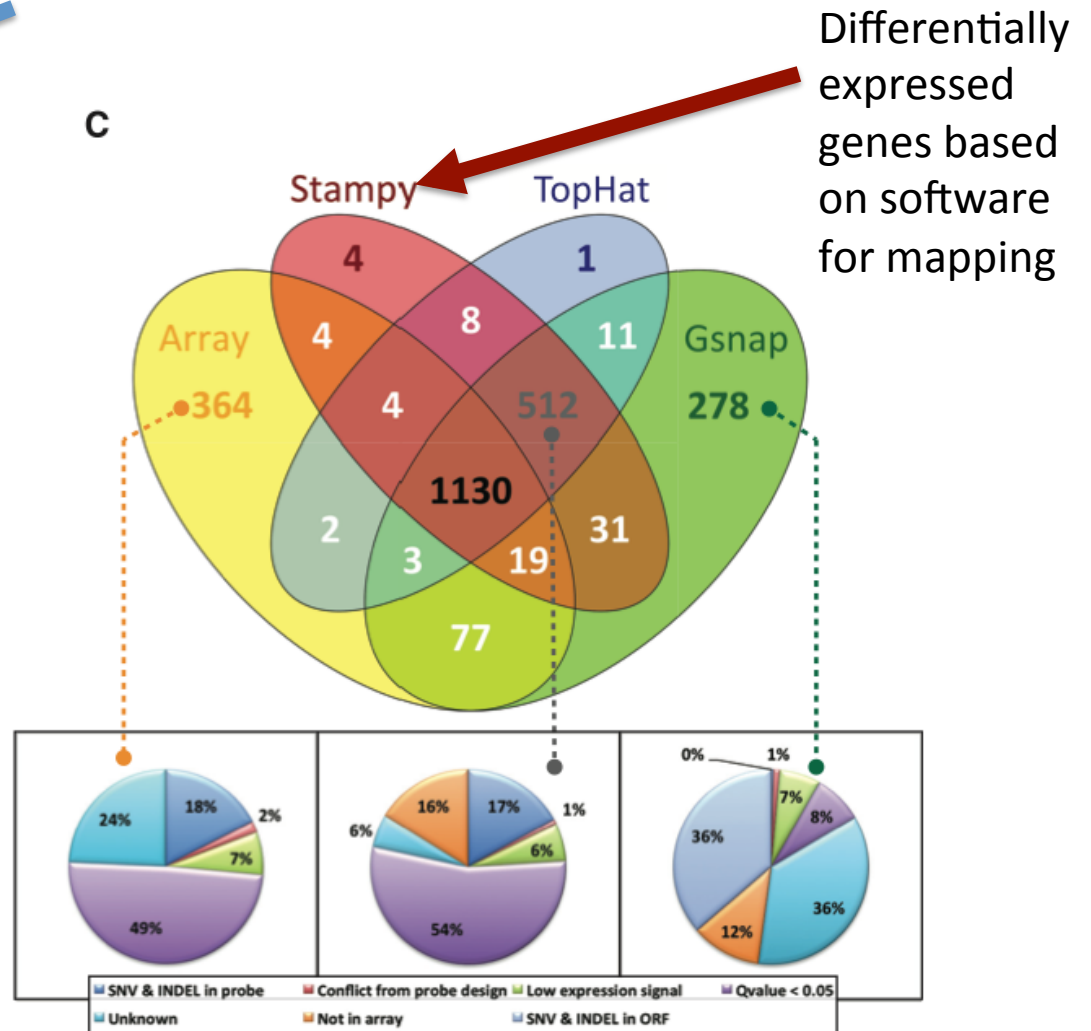 Differentially
expressed
genes based
on software
for mapping
C
Stampy TopHat
4 1
4 8 11
Array Gsnap
364 4 512 278
1130
2 3 19 31
77
24% 18% 2%
7%
49%
16% 17% 1%
6% 6%
54%
0% 1%
7%
8%
36%
36%
12%
SNV & INDEL in probe Conflict from probe design Low expression signal Qvalue < 0.05
Unknown Not in array SNV & INDEL in ORF